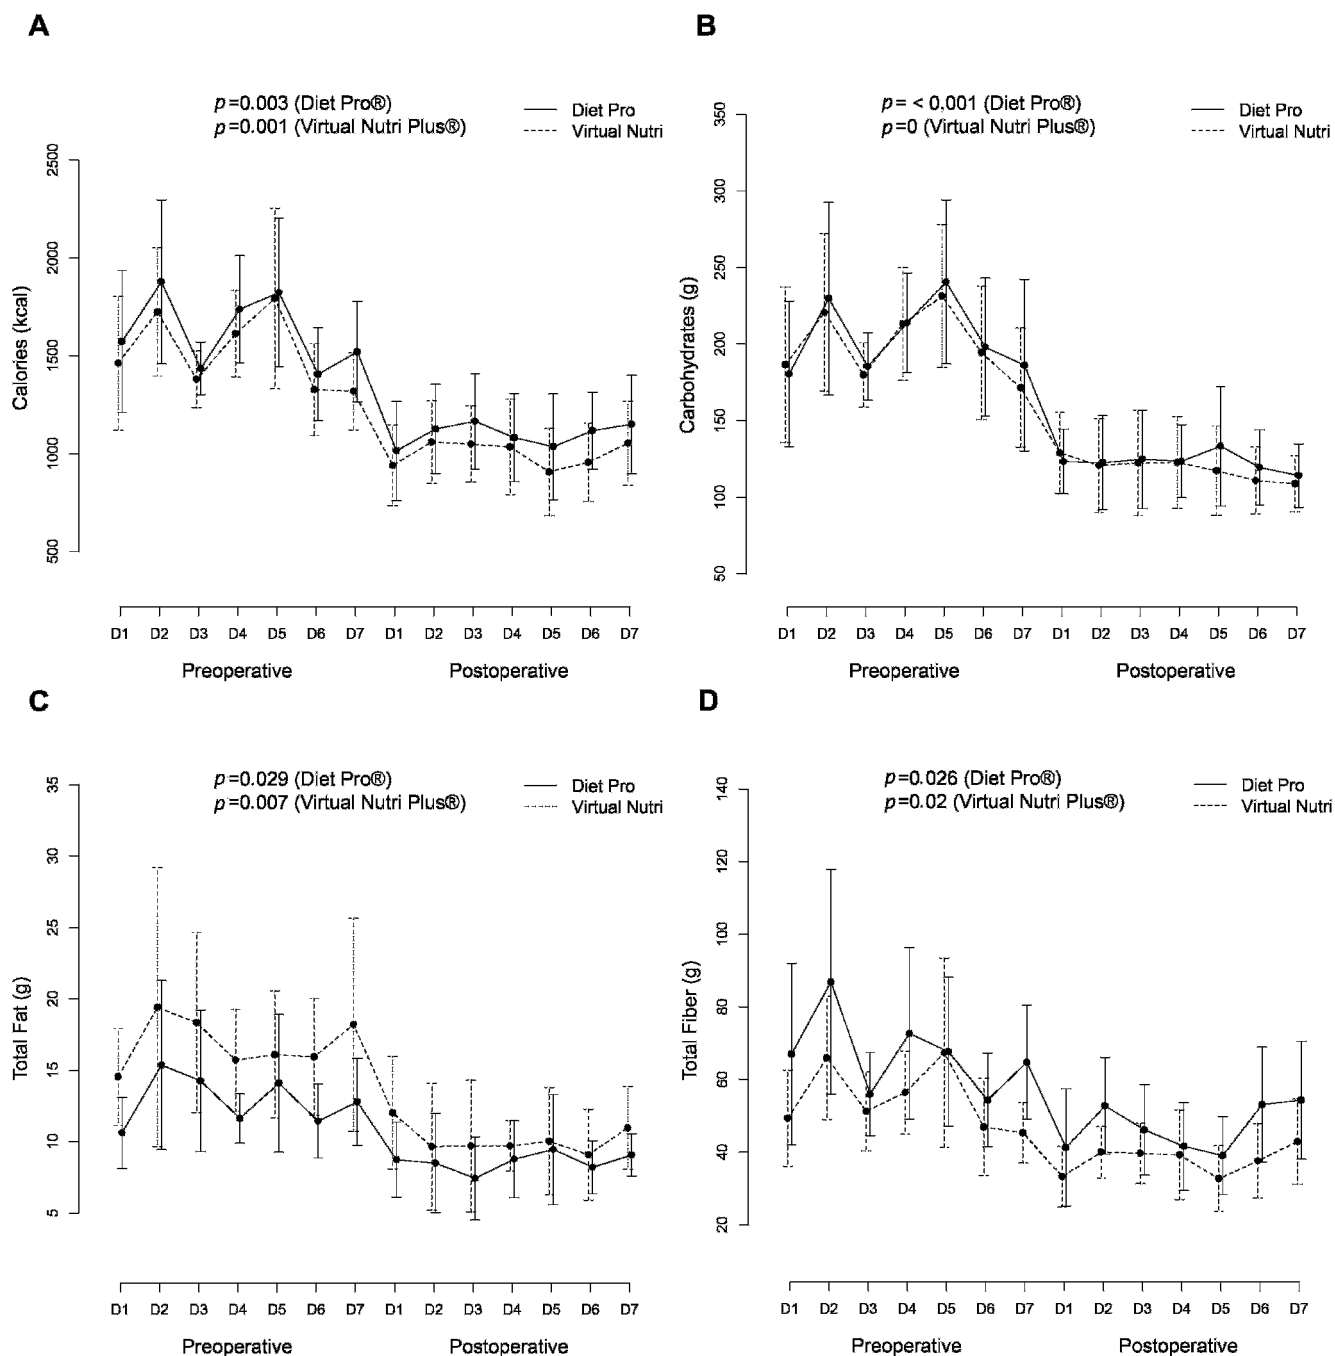 A
p=0.003 (Diet Pro®)
p=0.001 (Virtual Nutri Plus®)
Diet Pro
Virtual Nutri
Calories (kcal)
2500
2000
1500
1000
500
D1 D2 D3 D4 D5 D6 D7 D1 D2 D3 D4 D5 D6 D7
Preoperative Postoperative
B
p= < 0,001 (Diet Pro®)
p=0 (Virtual Nutri Plus®)
Diet Pro
Virtual Nutri
Carbohydrates (g)
350
300
250
200
150
100
50
D1 D2 D3 D4 D5 D6 D7 D1 D2 D3 D4 D5 D6 D7
Preoperative Postoperative
C
p=0.029 (Diet Pro®)
p=0.007 (Virtual Nutri Plus®)
Diet Pro
Virtual Nutri
Total Fat (g)
35
30
25
20
15
10
5
D1 D2 D3 D4 D5 D6 D7 D1 D2 D3 D4 D5 D6 D7
Preoperative Postoperative
D
p=0.026 (Diet Pro®)
p=0.02 (Virtual Nutri Plus®)
Diet Pro
Virtual Nutri
Total Fiber (g)
140
120
100
80
60
40
20
D1 D2 D3 D4 D5 D6 D7 D1 D2 D3 D4 D5 D6 D7
Preoperative Postoperative